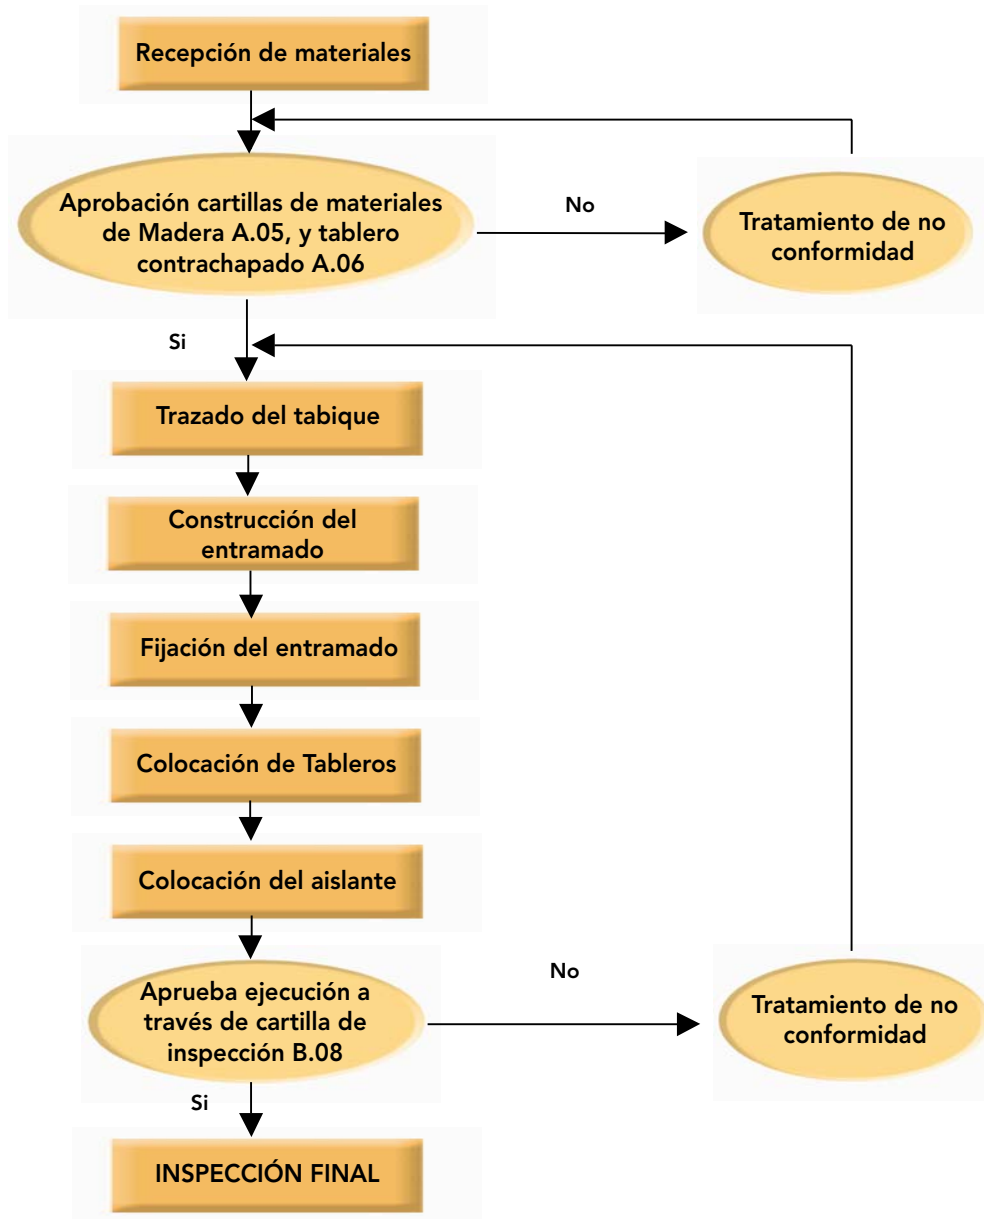 Recepción de materiales
Aprobación cartillas de materiales
de Madera A.05, y tablero
contrachapado A.06
No
Tratamiento de no
conformidad
Si
Trazado del tabique
Construcción del
entramado
Fijación del entramado
Colocación de Tableros
Colocación del aislante
Aprueba ejecución a
través de cartilla de
inspección B.08
No
Tratamiento de no
conformidad
Si
INSPECCIÓN FINAL